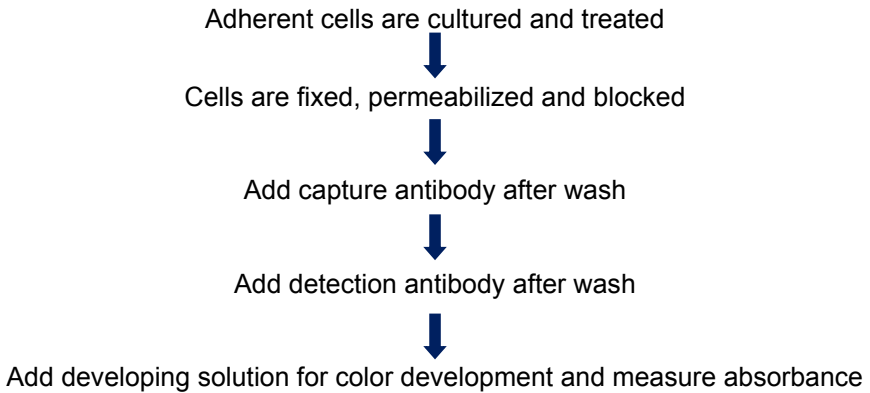 Adherent cells are cultured and treated
Cells are fixed, permeabilized and blocked
Add capture antibody after wash
Add detection antibody after wash
Add developing solution for color development and measure absorbance